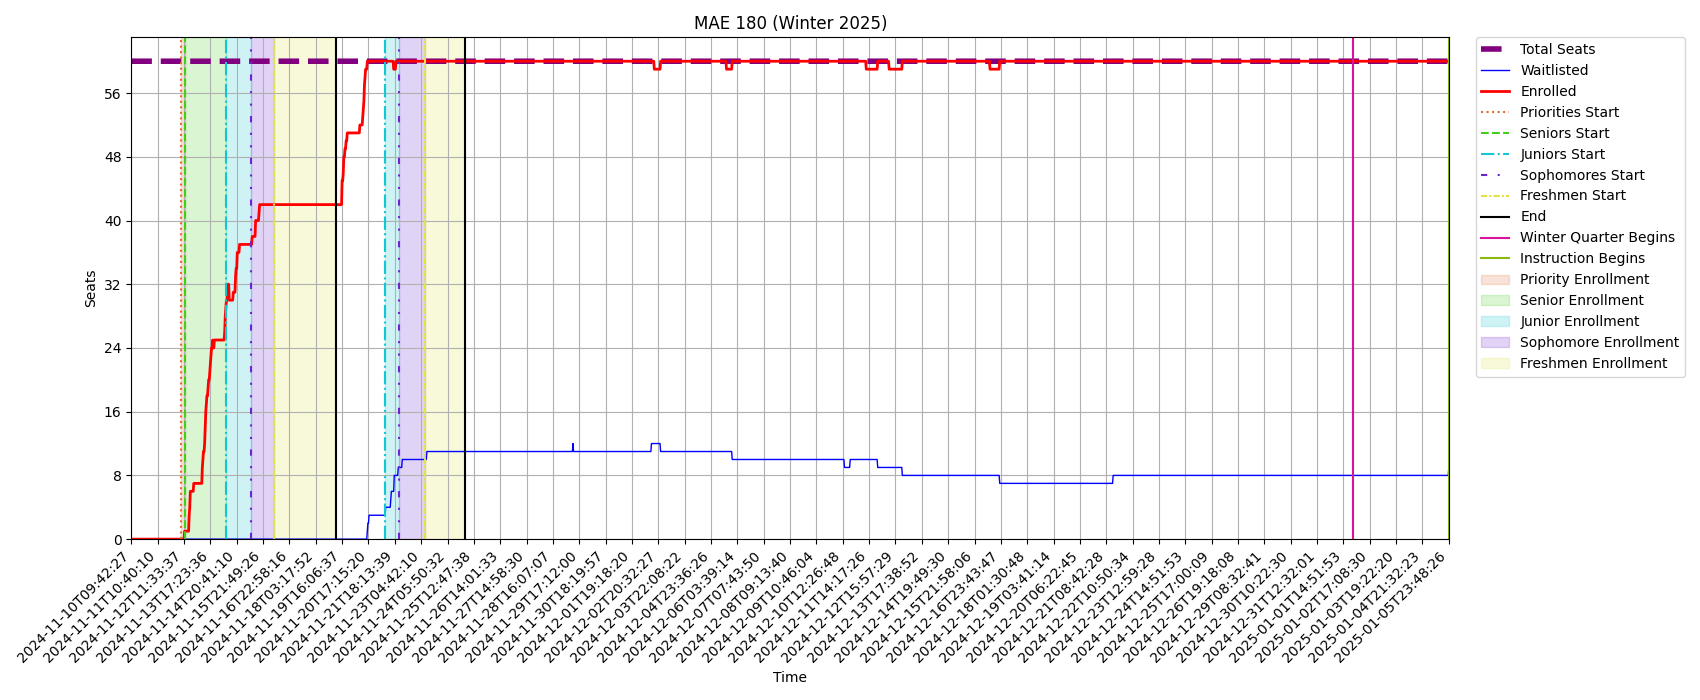 MAE 180 (Winter 2025)
Seats
56
48
40
32
24
16
8
0
2024-11-10T09:42:27
2024-11-11T10:40:10
2024-11-12T11:33:37
2024-11-13T17:23:36
2024-11-14T20:41:10
2024-11-15T21:49:26
2024-11-16T22:58:16
2024-11-18T03:17:52
2024-11-19T16:06:37
2024-11-20T17:15:20
2024-11-21T18:13:39
2024-11-23T04:42:10
2024-11-24T05:50:32
2024-11-25T12:47:38
2024-11-26T14:01:33
2024-11-27T14:58:30
2024-11-28T16:07:07
2024-11-29T17:12:00
2024-11-30T18:19:57
2024-12-01T19:18:20
2024-12-02T20:32:27
2024-12-03T22:08:22
2024-12-04T23:36:26
2024-12-06T03:39:14
2024-12-07T07:43:50
2024-12-08T09:13:40
2024-12-09T10:46:04
2024-12-10T12:26:48
2024-12-11T14:17:26
2024-12-12T15:57:29
2024-12-13T17:38:52
2024-12-14T19:49:30
2024-12-15T21:58:06
2024-12-16T23:43:47
2024-12-18T01:30:48
2024-12-19T03:41:14
2024-12-20T06:22:45
2024-12-21T08:42:28
2024-12-22T10:50:34
2024-12-23T12:59:28
2024-12-24T14:51:53
2024-12-25T17:00:09
2024-12-26T19:18:08
2024-12-29T08:32:41
2024-12-30T10:22:30
2024-12-31T12:32:01
2025-01-01T14:51:53
2025-01-02T17:08:30
2025-01-03T19:22:20
2025-01-04T21:32:23
2025-01-05T23:48:26
Time
Total Seats
Waitlisted
Enrolled
Priorities Start
Seniors Start
Juniors Start
Sophomores Start
Freshmen Start
End
Winter Quarter Begins
Instruction Begins
Priority Enrollment
Senior Enrollment
Junior Enrollment
Sophomore Enrollment
Freshmen Enrollment